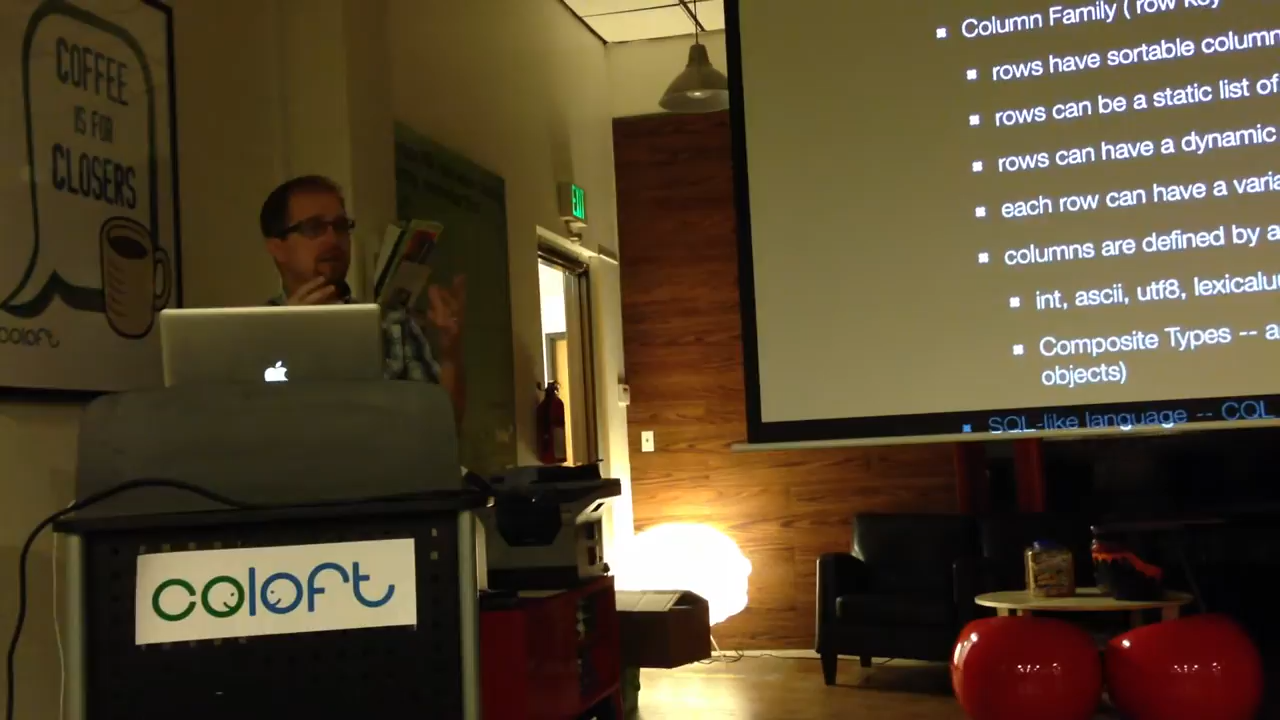 COFFEE
IS FOR
CLOSERS
coloft
EXIT
Column Family ( row key
rows have sortable column
rows can be a static list of
rows can have a dynamic
each row can have a varia
columns are defined by a
int, ascii, utf8, lexicalu
Composite Types -- a
objects)
SQL-like language -- CQL
coloft